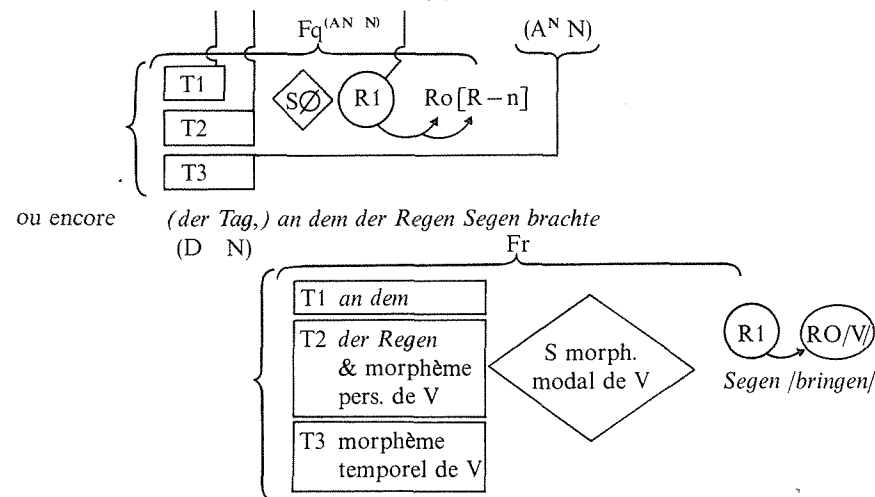 Fq(AN N) (Aᴺ N)
T1 S∅ R1 Ro [R – n]
T2
T3
ou encore (der Tag,) an dem der Regen Segen brachte
(D N)
Fr
T1 an dem
T2 der Regen
& morphème
pers. de V
S morph.
modal de V
R1 RO/V/
Segen /bringen/
T3 morphème
temporel de V